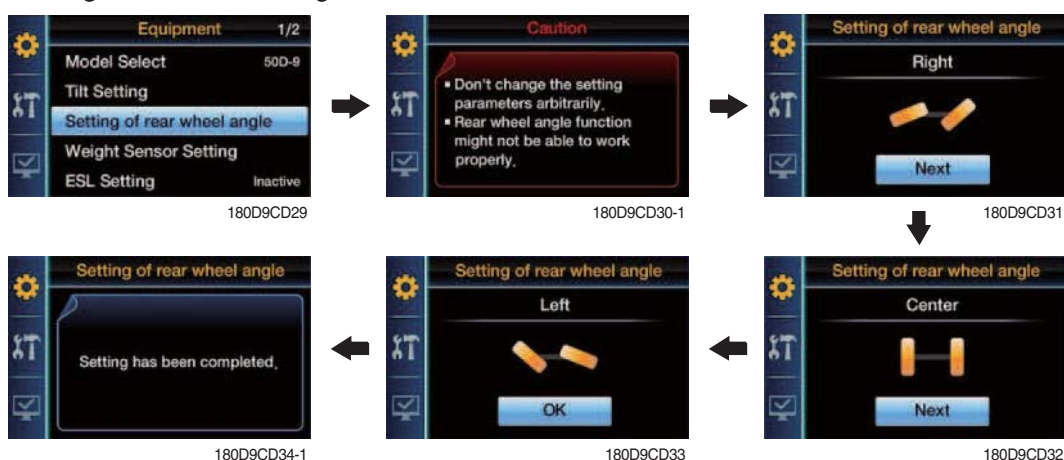 Equipment 1/2
Model Select 50D-9
Tilt Setting
Setting of rear wheel angle
Weight Sensor Setting
ESL Setting Inactive
180D9CD29
Caution
▪ Don't change the setting
parameters arbitrarily.
▪ Rear wheel angle function
might not be able to work
properly.
180D9CD30-1
Setting of rear wheel angle
Right
Next
180D9CD31
Setting of rear wheel angle
Center
Next
180D9CD32
Setting of rear wheel angle
Left
OK
180D9CD33
Setting of rear wheel angle
Setting has been completed.
180D9CD34-1